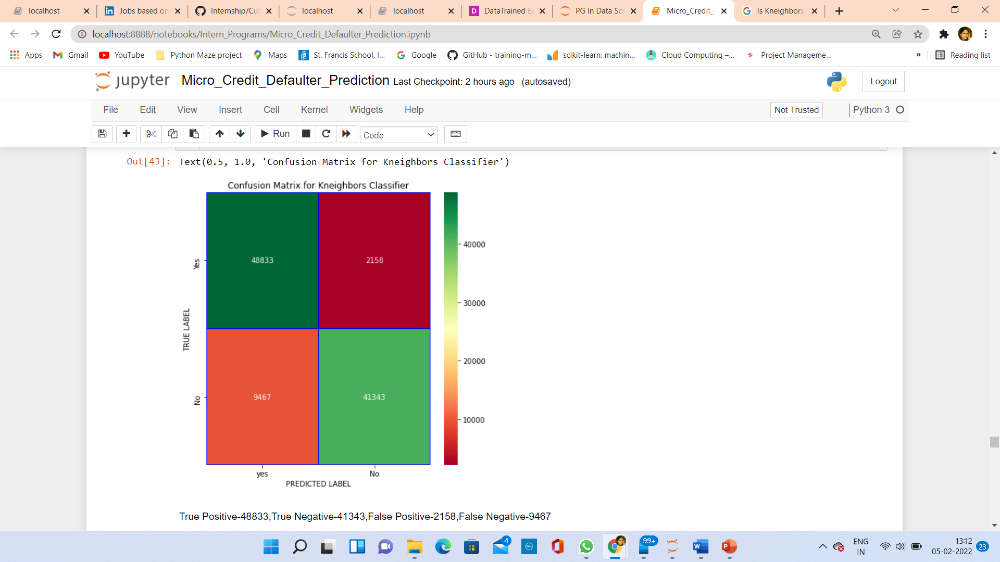 localhost
Jobs based on
Internship/Cus
localhost
localhost
DataTrained Ed
PG In Data Scie
Micro_Credit_
Is Kneighbors
localhost:8888/notebooks/Intern_Programs/Micro_Credit_Defaulter_Prediction.ipynb
Apps
Gmail
YouTube
Python Maze project
Maps
St. Francis School, I...
Google
GitHub - training-m...
scikit-learn: machin...
Cloud Computing –...
Project Manageme...
»
Reading list
jupyter Micro_Credit_Defaulter_Prediction Last Checkpoint: 2 hours ago (autosaved)
Logout
File Edit View Insert Cell Kernel Widgets Help
Not Trusted
Python 3
Run
Code
Out[43]: Text(0.5, 1.0, 'Confusion Matrix for Kneighbors Classifier')
Confusion Matrix for Kneighbors Classifier
TRUE LABEL
Yes
48833 2158
No
9467 41343
yes No
PREDICTED LABEL
40000
30000
20000
10000
True Positive-48833,True Negative-41343,False Positive-2158,False Negative-9467
4
DELL
99+
W
P
ENG
IN
13:12
05-02-2022
23